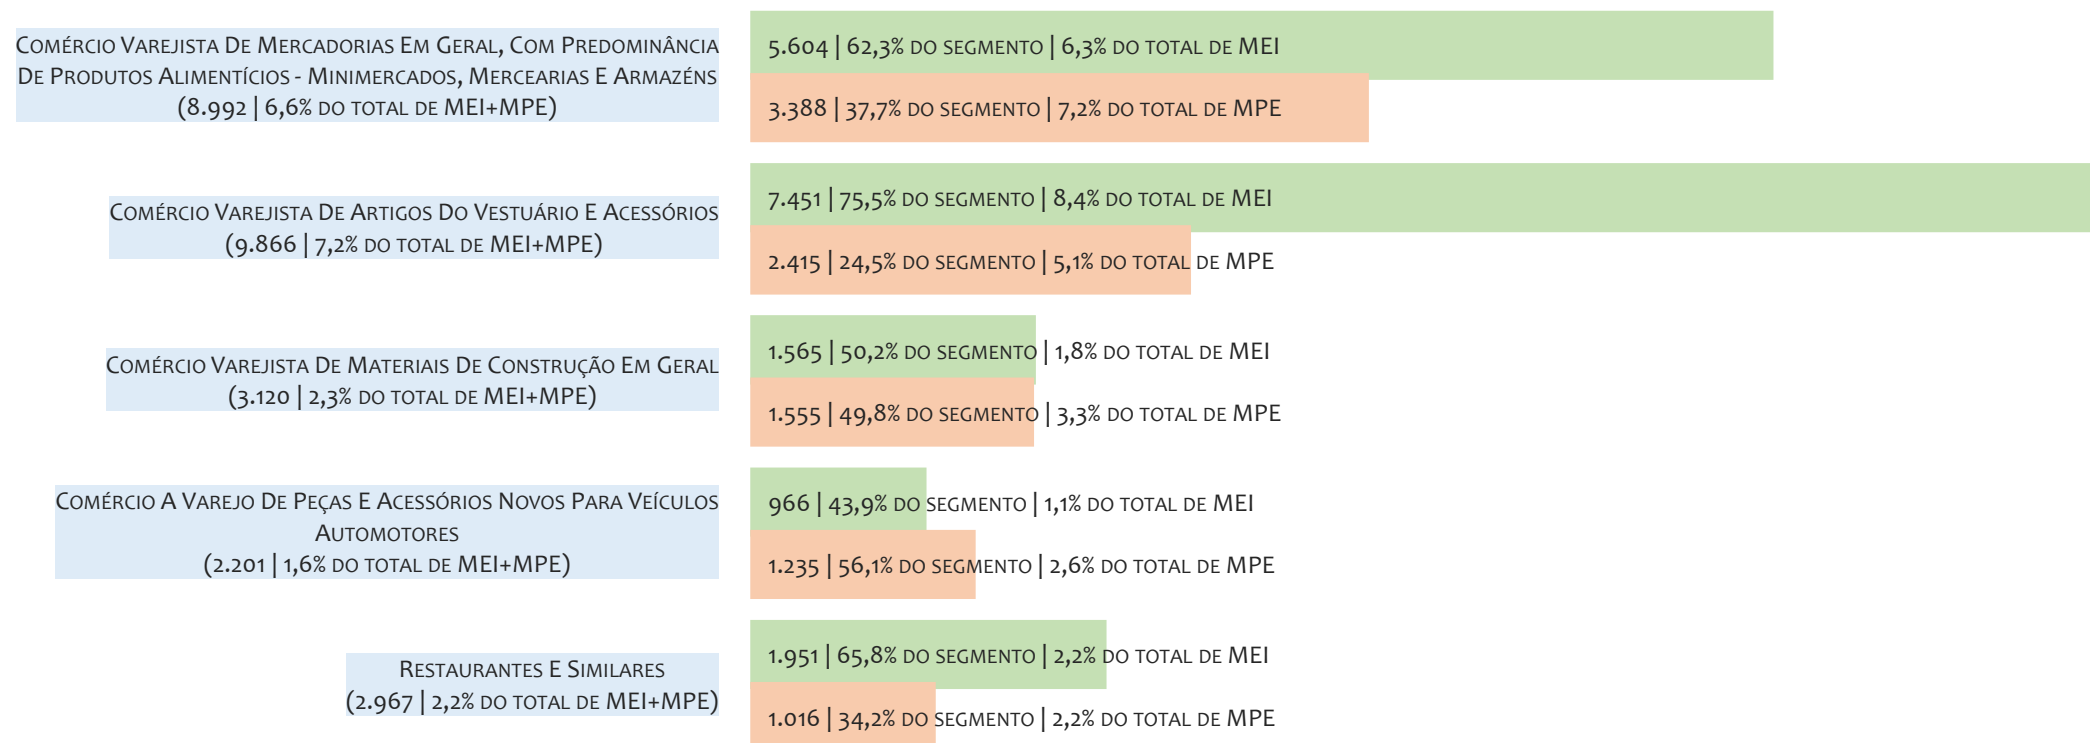 Comércio Varejista De Mercadorias Em Geral, Com Predominância
De Produtos Alimentícios - Minimercados, Mercearias E Armazéns
(8.992 | 6,6% do total de MEI+MPE)
5.604 | 62,3% do segmento | 6,3% do total de MEI
3.388 | 37,7% do segmento | 7,2% do total de MPE
Comércio Varejista De Artigos Do Vestuário E Acessórios
(9.866 | 7,2% do total de MEI+MPE)
7.451 | 75,5% do segmento | 8,4% do total de MEI
2.415 | 24,5% do segmento | 5,1% do total de MPE
Comércio Varejista De Materiais De Construção Em Geral
(3.120 | 2,3% do total de MEI+MPE)
1.565 | 50,2% do segmento | 1,8% do total de MEI
1.555 | 49,8% do segmento | 3,3% do total de MPE
Comércio A Varejo De Peças E Acessórios Novos Para Veículos
Automotores
(2.201 | 1,6% do total de MEI+MPE)
966 | 43,9% do segmento | 1,1% do total de MEI
1.235 | 56,1% do segmento | 2,6% do total de MPE
Restaurantes E Similares
(2.967 | 2,2% do total de MEI+MPE)
1.951 | 65,8% do segmento | 2,2% do total de MEI
1.016 | 34,2% do segmento | 2,2% do total de MPE